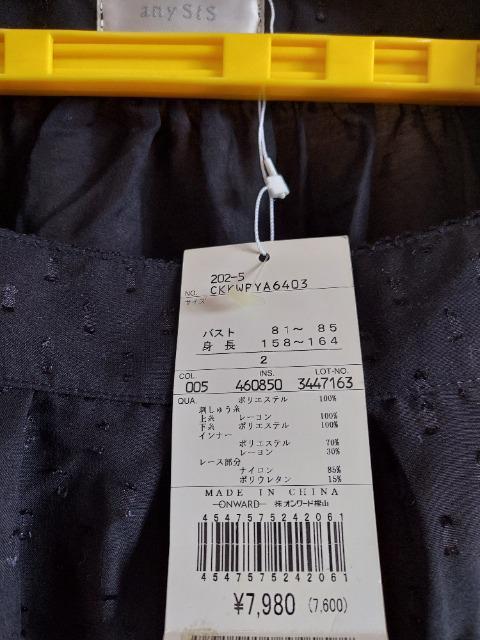 any SiS
202-5
NO. CKKWPYA6403
サイズ
バスト 81～ 85
身 長 158～164
2
COL. INS. LOT-NO.
005 460850 3447163
QUA. ポリエステル 100%
刺しゅう糸
上糸 レーヨン 100%
下糸 ポリエステル 100%
インナー
ポリエステル 70%
レーヨン 30%
レース部分
ナイロン 85%
ポリウレタン 15%
MADE IN CHINA
ONWARD 株オンワード樫山
4547575242061
4547575242061
¥7,980 (7,600)